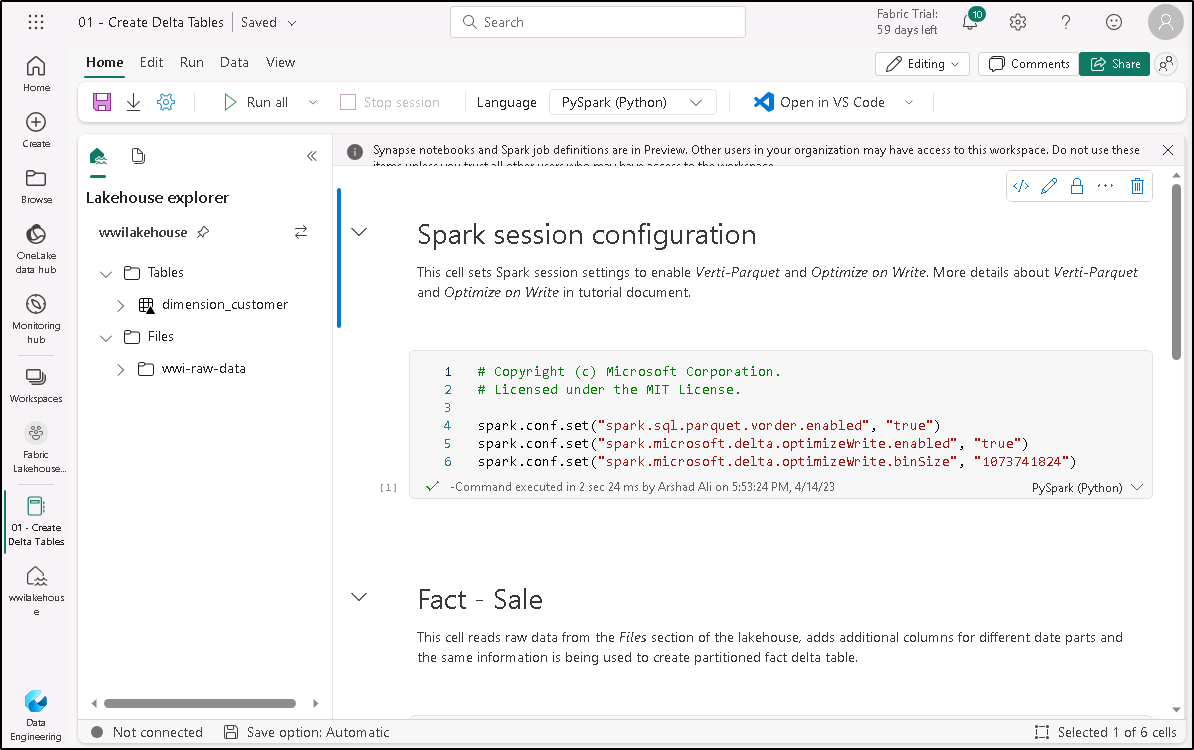 01 - Create Delta Tables
Saved
Search
Fabric Trial:
59 days left
10
Home
Create
Browse
OneLake
data hub
Monitoring
hub
Workspaces
Fabric
Lakehouse...
01 - Create
Delta Tables
wwilakehous
e
Data
Engineering
Home Edit Run Data View
Editing
Comments
Share
Run all
Stop session
Language
PySpark (Python)
Open in VS Code
Lakehouse explorer
wwilakehouse
Tables
dimension_customer
Files
wwi-raw-data
Synapse notebooks and Spark job definitions are in Preview. Other users in your organization may have access to this workspace. Do not use these
items unless you trust all other users who may have access to the workspace.
Spark session configuration
This cell sets Spark session settings to enable Verti-Parquet and Optimize on Write. More details about Verti-Parquet
and Optimize on Write in tutorial document.
1 # Copyright (c) Microsoft Corporation.
2 # Licensed under the MIT License.
3
4 spark.conf.set("spark.sql.parquet.vorder.enabled", "true")
5 spark.conf.set("spark.microsoft.delta.optimizeWrite.enabled", "true")
6 spark.conf.set("spark.microsoft.delta.optimizeWrite.binSize", "1073741824")
[1]
-Command executed in 2 sec 24 ms by Arshad Ali on 5:53:24 PM, 4/14/23
PySpark (Python)
Fact - Sale
This cell reads raw data from the Files section of the lakehouse, adds additional columns for different date parts and
the same information is being used to create partitioned fact delta table.
Not connected
Save option: Automatic
Selected 1 of 6 cells